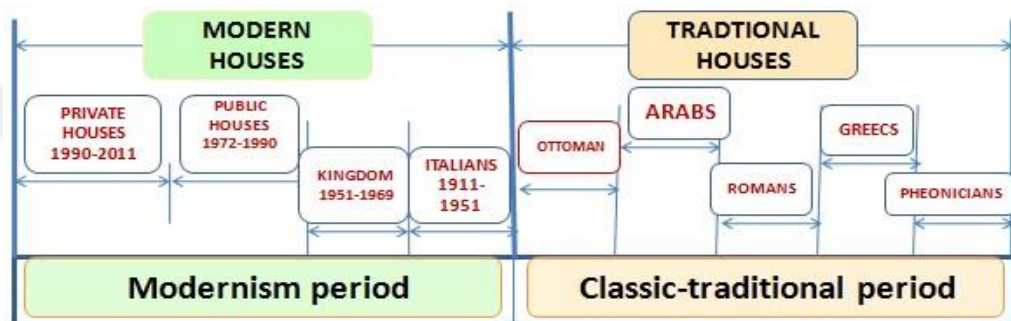 MODERN
HOUSES
TRADTIONAL
HOUSES
PRIVATE
HOUSES
1990-2011
PUBLIC
HOUSES
1972-1990
KINGDOM
1951-1969
ITALIANS
1911-
1951
OTTOMAN
ARABS
ROMANS
GREECS
PHEONICIANS
Modernism period
Classic-traditional period